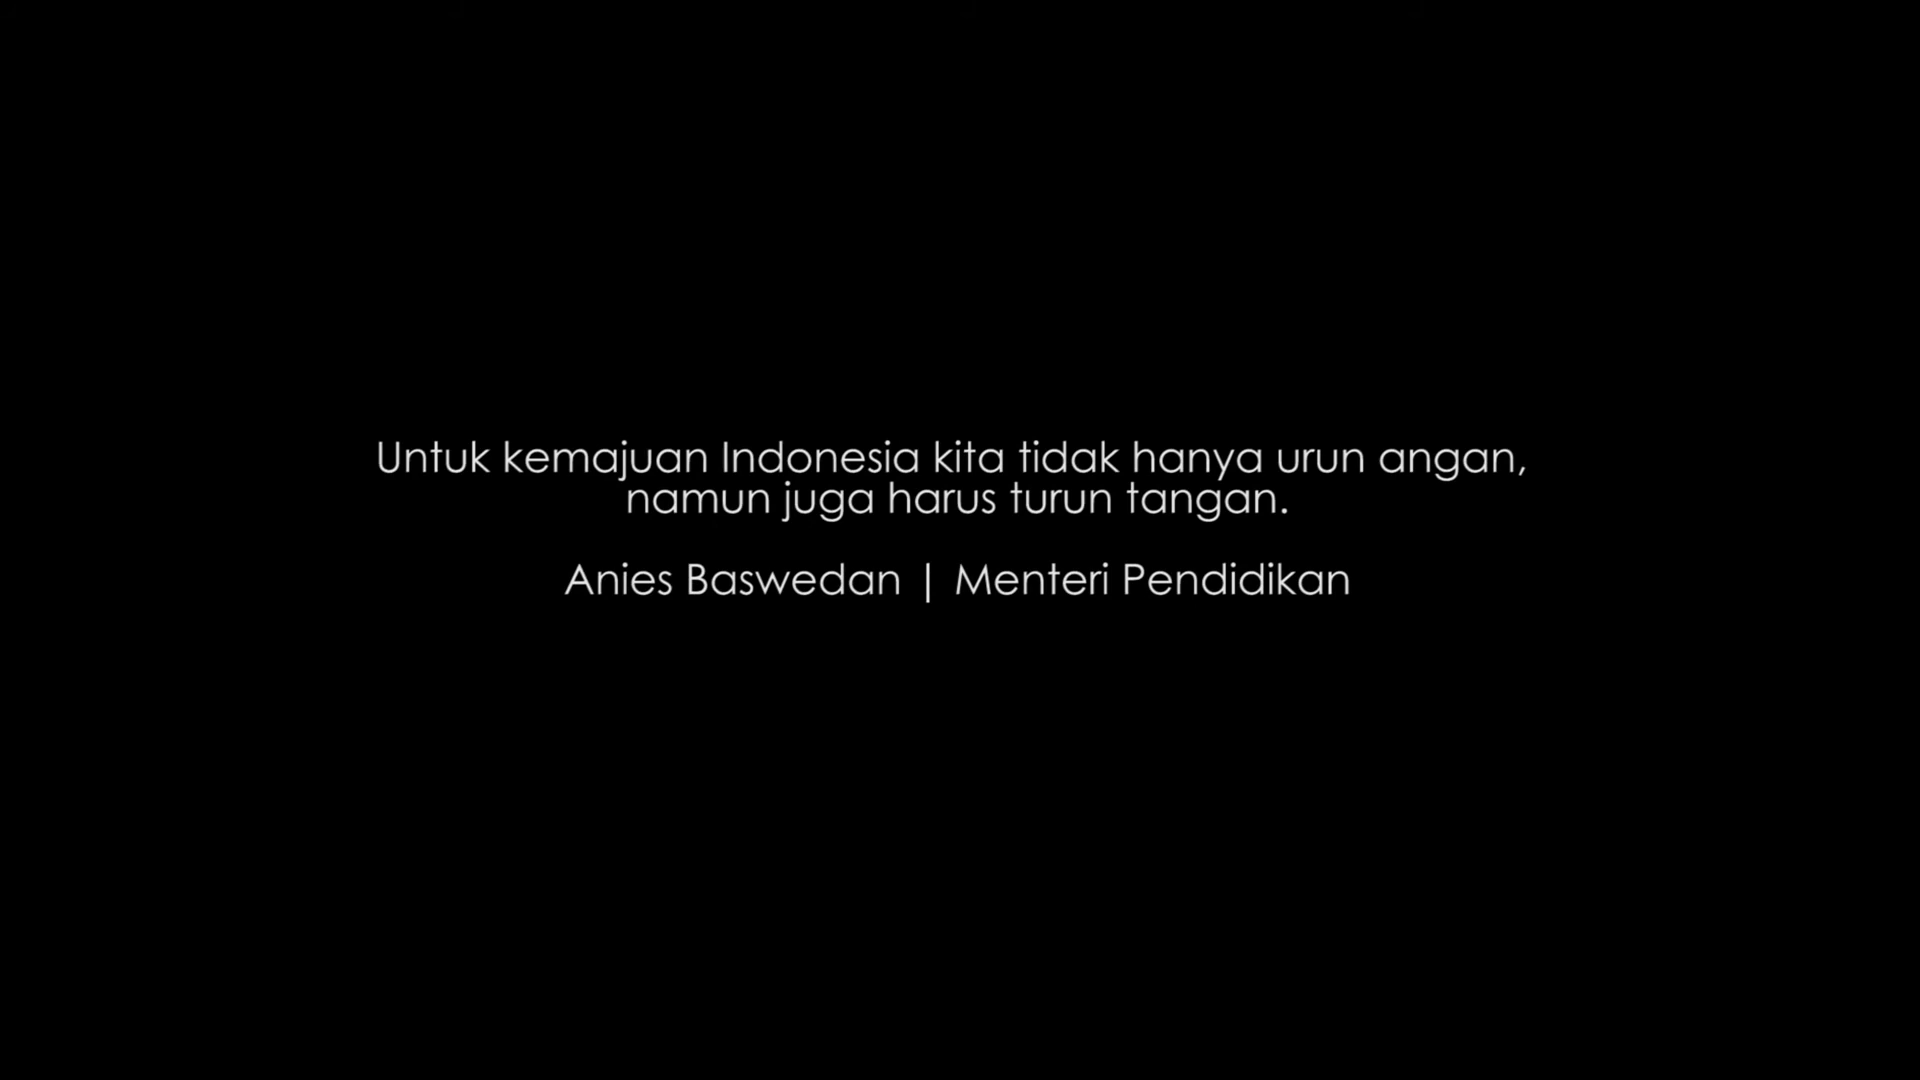 Untuk kemajuan Indonesia kita tidak hanya urun angan,
namun juga harus turun tangan.
Anies Baswedan | Menteri Pendidikan